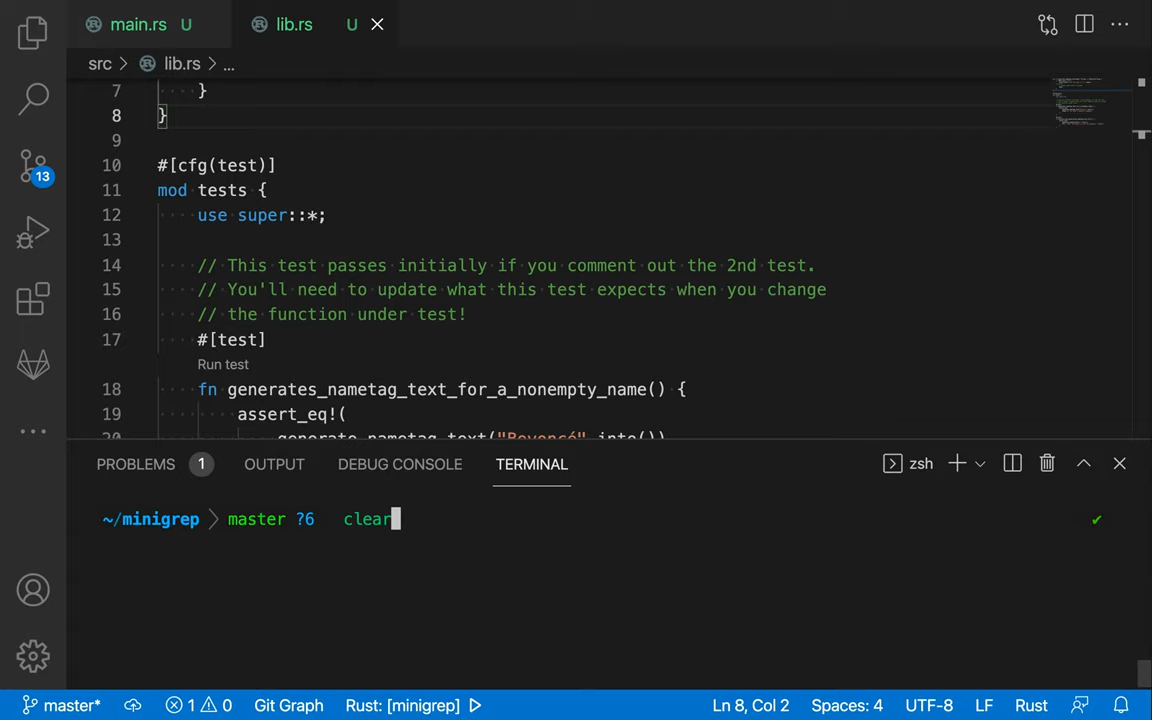 main.rs U lib.rs U
src > lib.rs > ...
7 }
8 }
9
10 #[cfg(test)]
11 mod tests {
12 use super::*;
13
14 // This test passes initially if you comment out the 2nd test.
15 // You'll need to update what this test expects when you change
16 // the function under test!
17 #[test]
Run test
18 fn generates_nametag_text_for_a_nonempty_name() {
19 assert_eq!(
20 generate_nametag_text("Beyoncé".into())
PROBLEMS 1 OUTPUT DEBUG CONSOLE TERMINAL zsh
13
~/minigrep > master ?6 clear ✔
master* 1 0 Git Graph Rust: [minigrep] Ln 8, Col 2 Spaces: 4 UTF-8 LF Rust